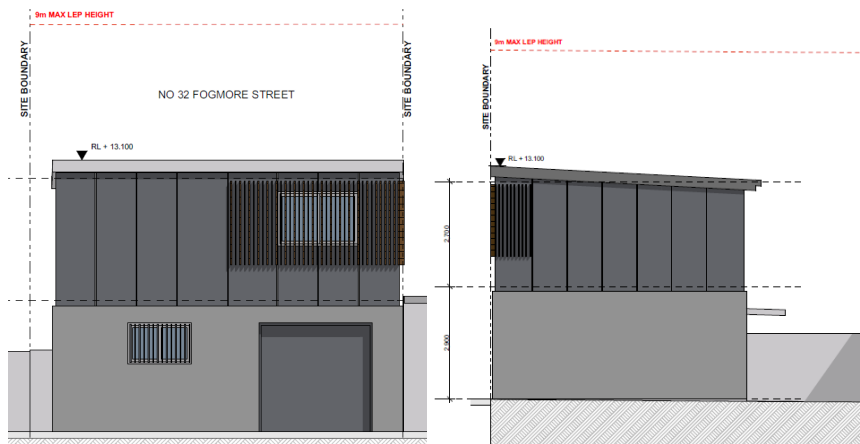 9m MAX LEP HEIGHT
SITE BOUNDARY
SITE BOUNDARY
NO 32 FOGMORE STREET
RL + 13.100
9m MAX LEP HEIGHT
SITE BOUNDARY
RL + 13.100
2.700
2.900